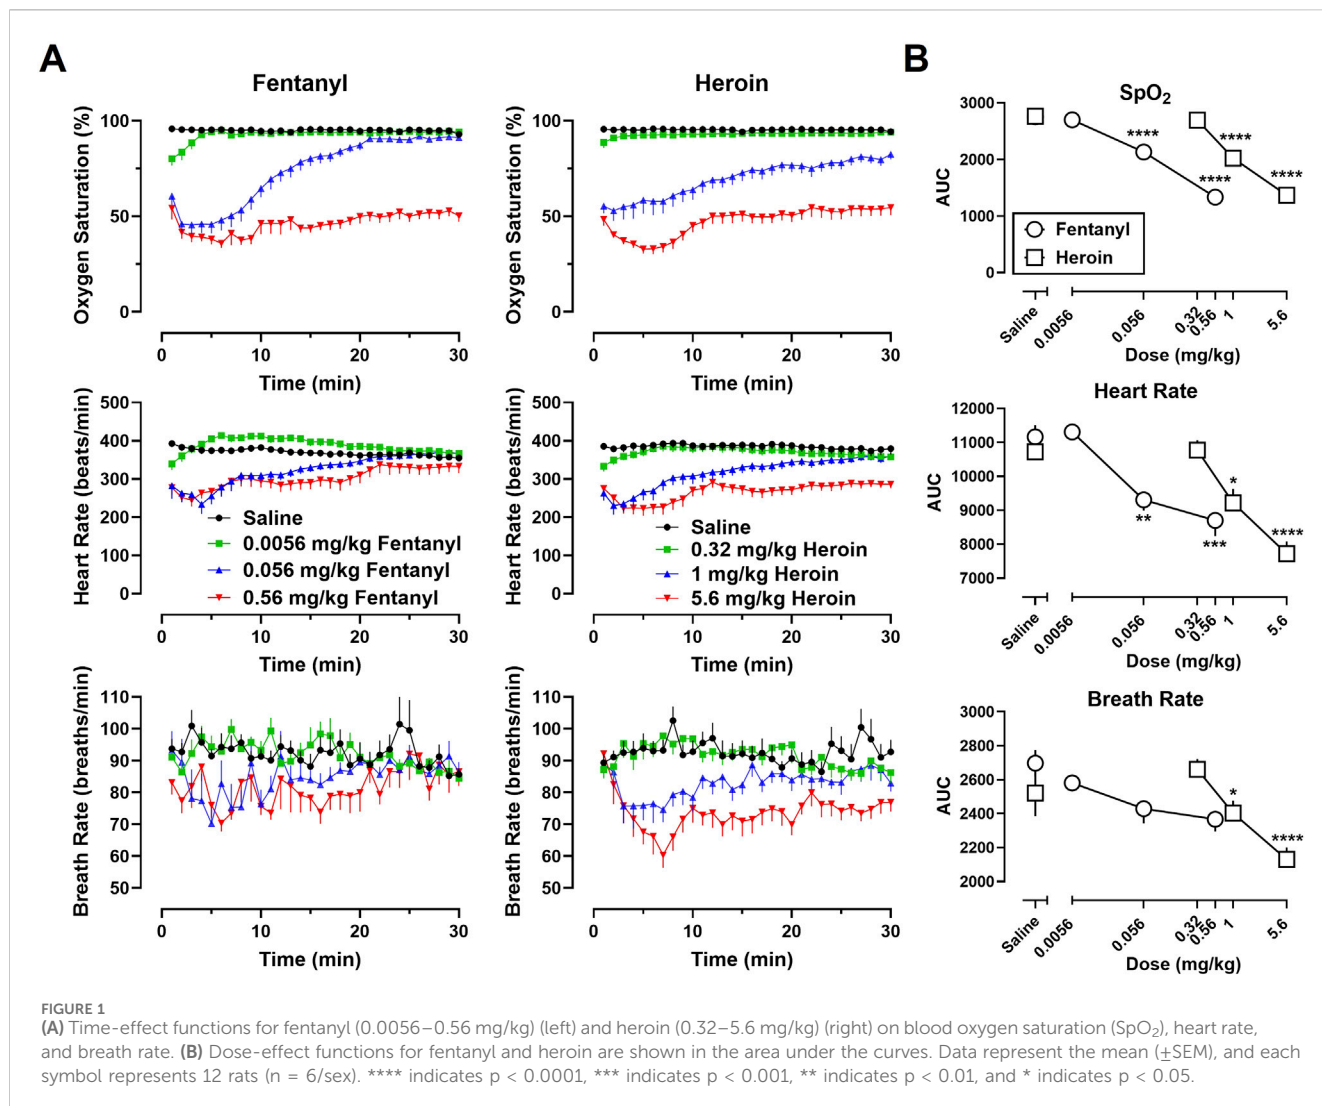 A
B
Fentanyl
Heroin
Oxygen Saturation (%)
100
50
0
0
10
20
30
Time (min)
Oxygen Saturation (%)
100
50
0
0
10
20
30
Time (min)
SpO2
AUC
3000
2000
1000
0
****
****
****
****
Fentanyl
Heroin
Saline
0.0056
0.056
0.32
0.56
1
5.6
Dose (mg/kg)
Heart Rate (beats/min)
500
400
300
200
100
0
Saline
0.0056 mg/kg Fentanyl
0.056 mg/kg Fentanyl
0.56 mg/kg Fentanyl
0
10
20
30
Time (min)
Heart Rate (beats/min)
500
400
300
200
100
0
Saline
0.32 mg/kg Heroin
1 mg/kg Heroin
5.6 mg/kg Heroin
0
10
20
30
Time (min)
Heart Rate
AUC
12000
11000
10000
9000
8000
7000
**
***
*
****
Saline
0.0056
0.056
0.32
0.56
1
5.6
Dose (mg/kg)
Breath Rate (breaths/min)
110
100
90
80
70
60
50
0
10
20
30
Time (min)
Breath Rate (breaths/min)
110
100
90
80
70
60
50
0
10
20
30
Time (min)
Breath Rate
AUC
3000
2800
2600
2400
2200
2000
*
****
Saline
0.0056
0.056
0.32
0.56
1
5.6
Dose (mg/kg)
FIGURE 1
(A) Time-effect functions for fentanyl (0.0056–0.56 mg/kg) (left) and heroin (0.32–5.6 mg/kg) (right) on blood oxygen saturation (SpO2), heart rate,
and breath rate. (B) Dose-effect functions for fentanyl and heroin are shown in the area under the curves. Data represent the mean (±SEM), and each
symbol represents 12 rats (n = 6/sex). **** indicates p < 0.0001, *** indicates p < 0.001, ** indicates p < 0.01, and * indicates p < 0.05.